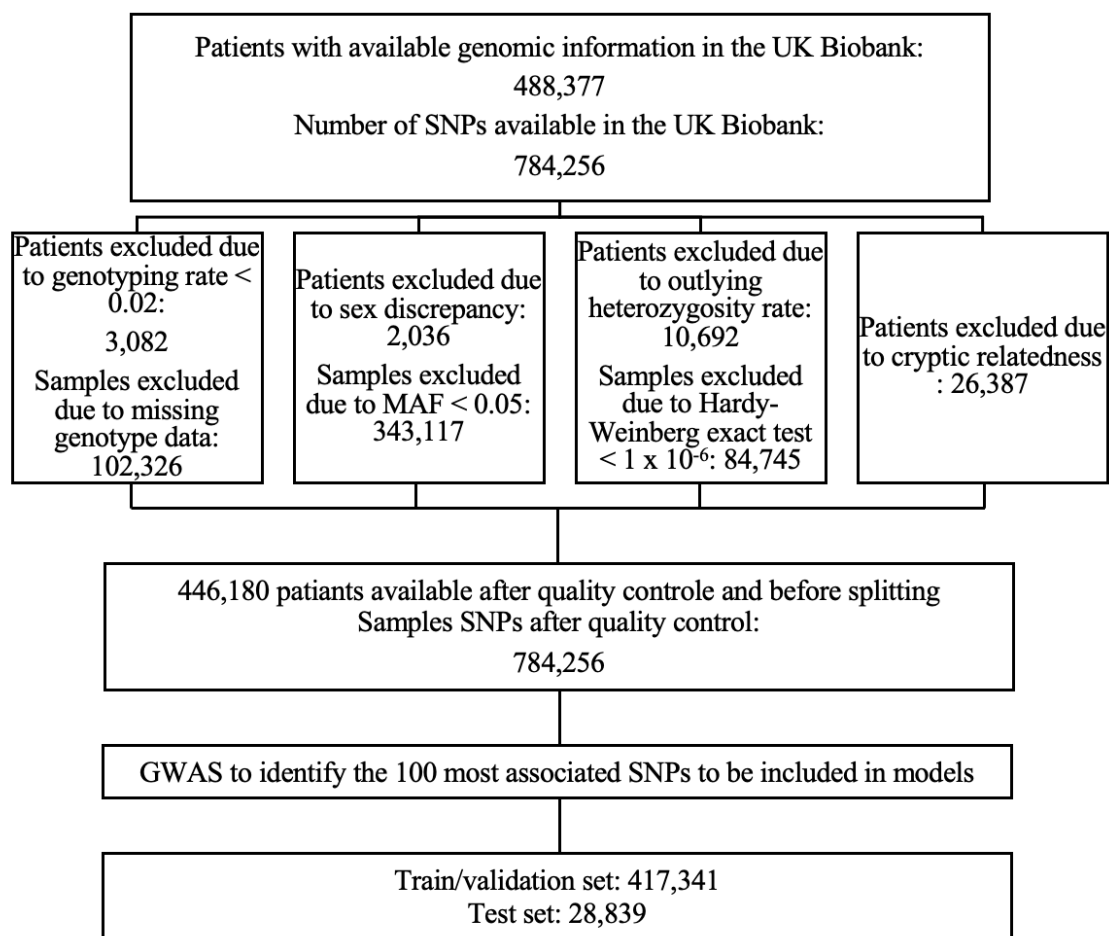 Patients with available genomic information in the UK Biobank:
488,377
Number of SNPs available in the UK Biobank:
784,256
Patients excluded due
to genotyping rate <
0.02:
3,082
Samples excluded
due to missing
genotype data:
102,326
Patients excluded due
to sex discrepancy:
2,036
Samples excluded
due to MAF < 0.05:
343,117
Patients excluded due
to outlying
heterozygosity rate:
10,692
Samples excluded
due to Hardy-
Weinberg exact test
< 1 x 10⁻⁶: 84,745
Patients excluded due
to cryptic relatedness
: 26,387
446,180 patiants available after quality controle and before splitting
Samples SNPs after quality control:
784,256
GWAS to identify the 100 most associated SNPs to be included in models
Train/validation set: 417,341
Test set: 28,839